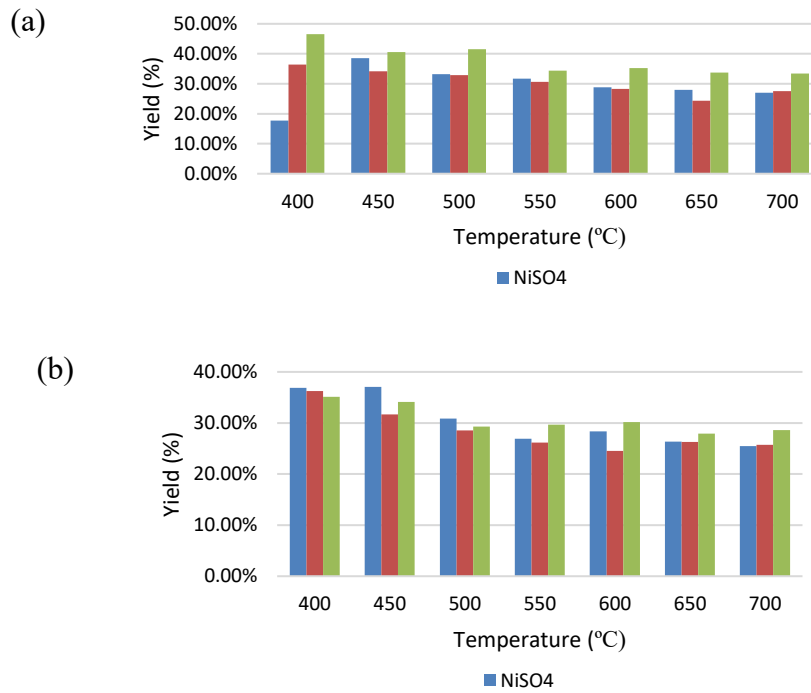 (a)
50.00%
40.00%
30.00%
20.00%
10.00%
0.00%
Yield (%)
400 450 500 550 600 650 700
Temperature (ºC)
NiSO4
(b)
40.00%
30.00%
20.00%
10.00%
0.00%
Yield (%)
400 450 500 550 600 650 700
Temperature (ºC)
NiSO4